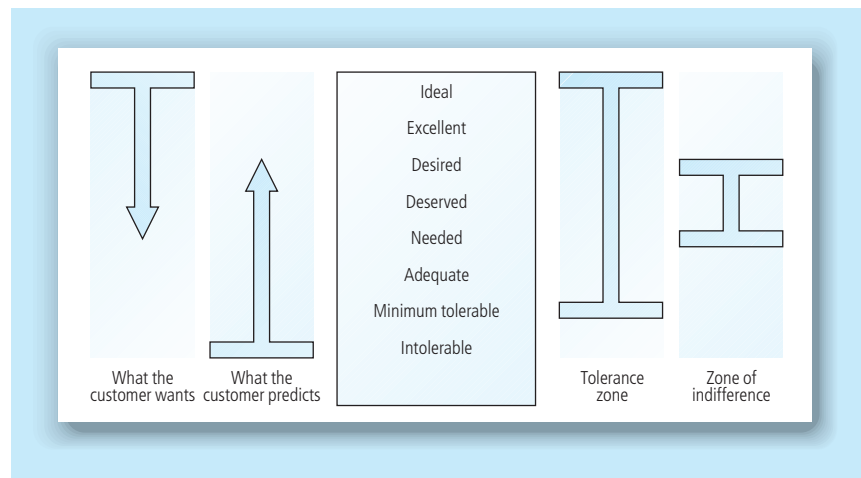 Ideal
Excellent
Desired
Deserved
Needed
Adequate
Minimum tolerable
Intolerable
What the
customer wants
What the
customer predicts
Tolerance
zone
Zone of
indifference